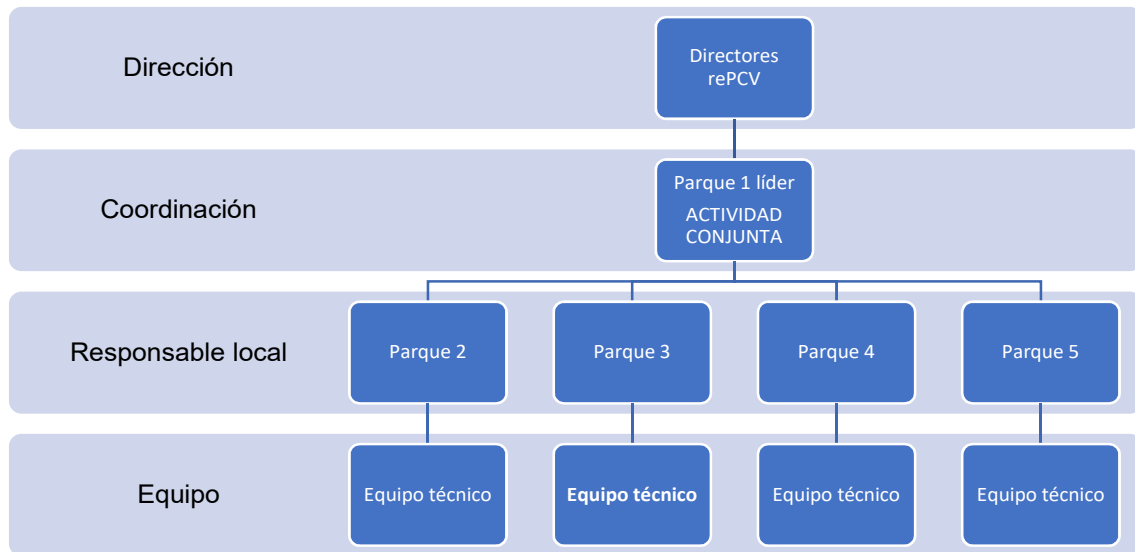 Dirección
Directores
rePCV
Coordinación
Parque 1 líder
ACTIVIDAD
CONJUNTA
Responsable local
Parque 2
Parque 3
Parque 4
Parque 5
Equipo
Equipo técnico
Equipo técnico
Equipo técnico
Equipo técnico